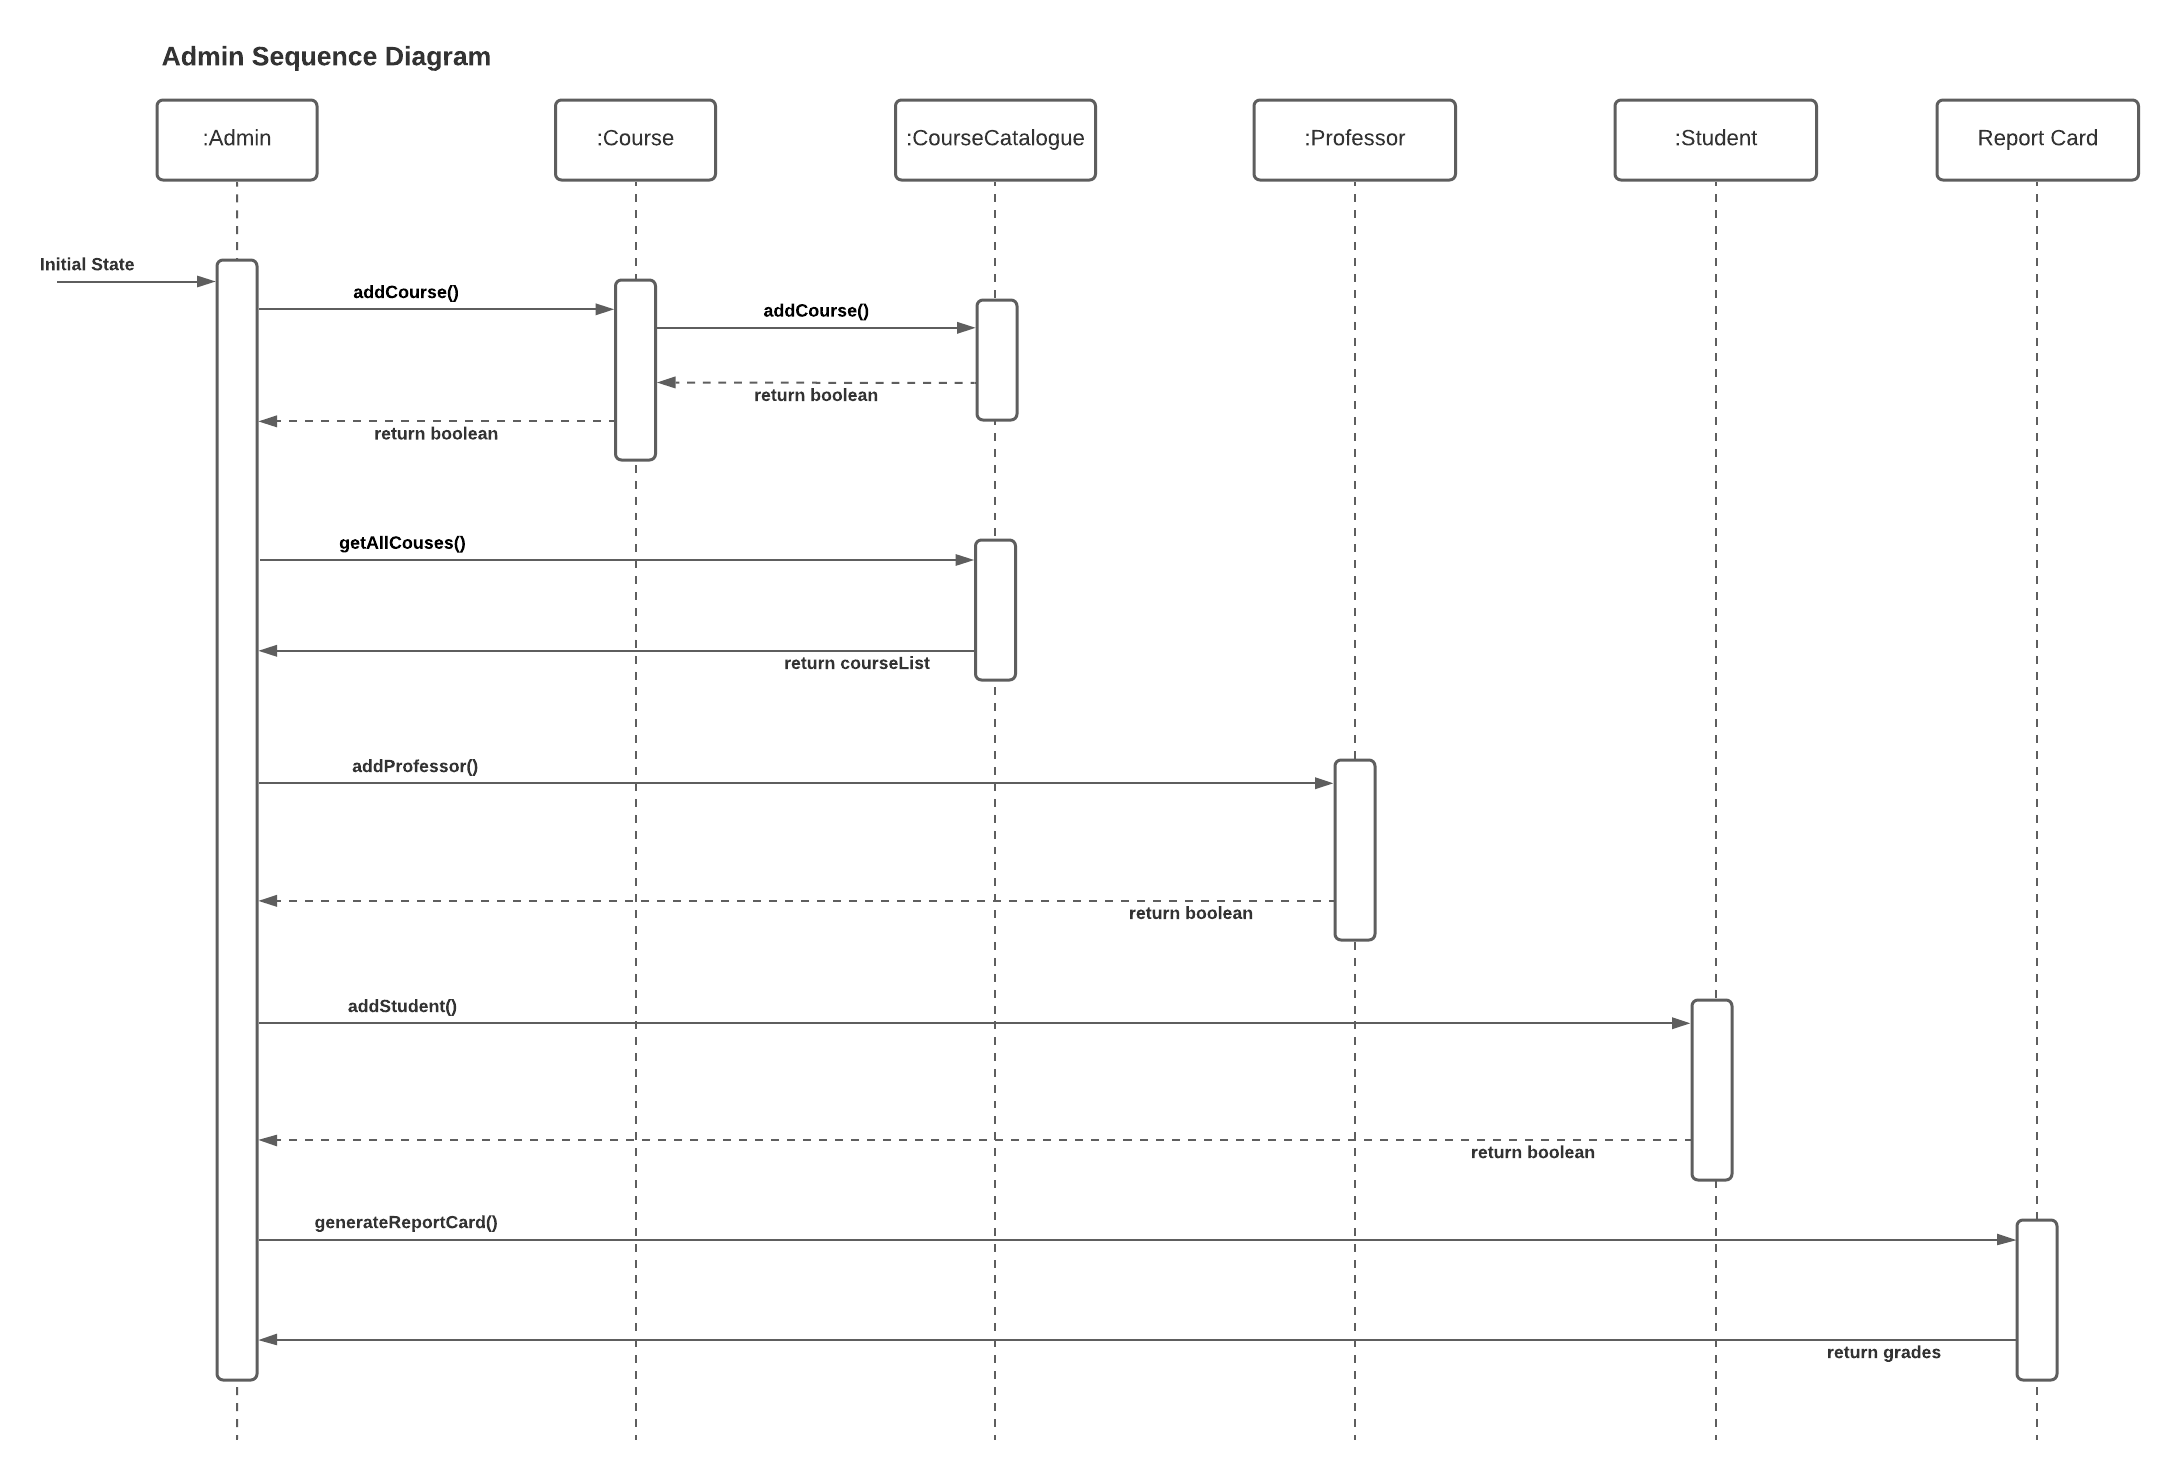 Admin Sequence Diagram
:Admin
:Course
:CourseCatalogue
:Professor
:Student
Report Card
Initial State
addCourse()
addCourse()
return boolean
return boolean
getAllCouses()
return courseList
addProfessor()
return boolean
addStudent()
return boolean
generateReportCard()
return grades